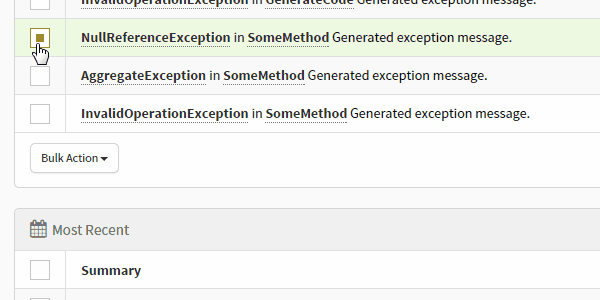 InvalidOperationException in GenerateCode Generated exception message.
NullReferenceException in SomeMethod Generated exception message.
AggregateException in SomeMethod Generated exception message.
InvalidOperationException in SomeMethod Generated exception message.
Bulk Action
Most Recent
Summary